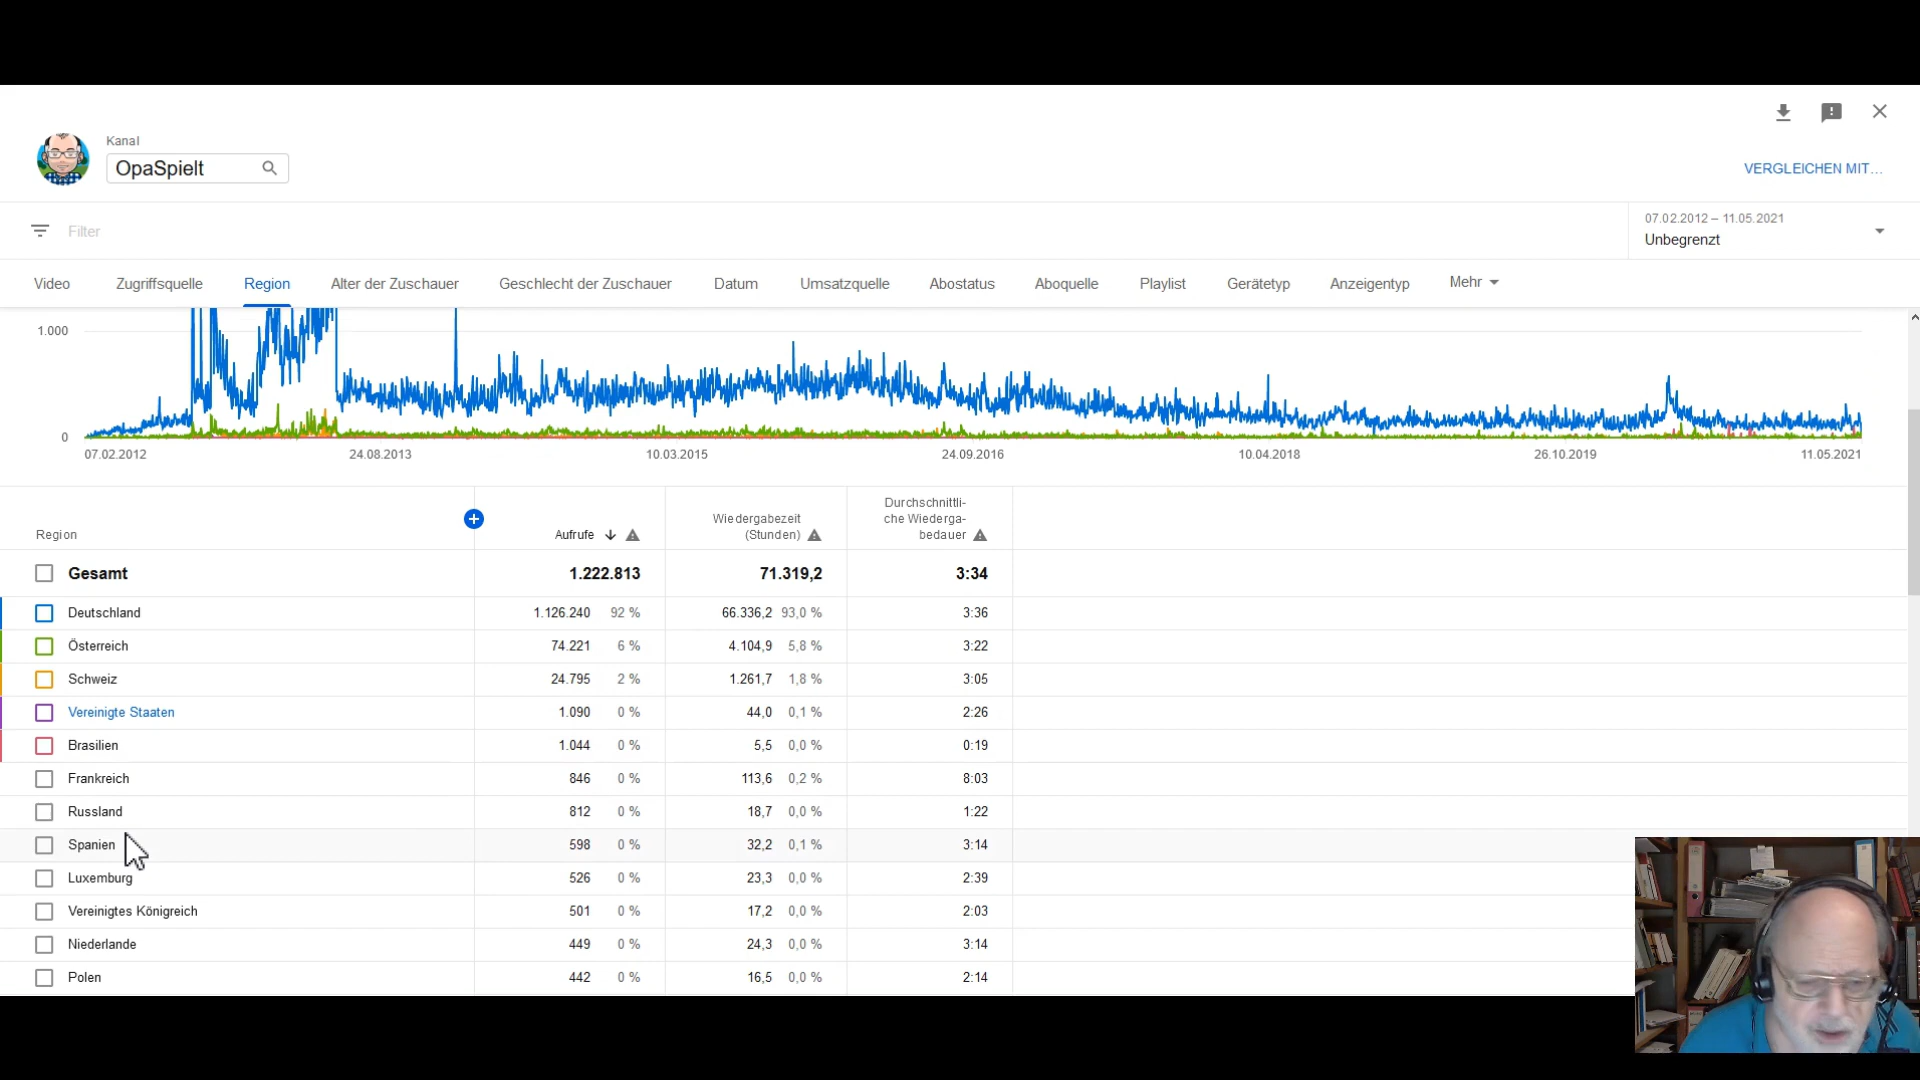 Kanal
OpaSpielt
VERGLEICHEN MIT…
Filter
07.02.2012 – 11.05.2021
Unbegrenzt
Video Zugriffsquelle Region Alter der Zuschauer Geschlecht der Zuschauer Datum Umsatzquelle Abostatus Aboquelle Playlist Gerätetyp Anzeigentyp Mehr
1.000
0
07.02.2012 24.08.2013 10.03.2015 24.09.2016 10.04.2018 26.10.2019 11.05.2021
Region
Aufrufe
Wiedergabezeit
(Stunden)
Durchschnittli-
che Wiederga-
bedauer
Gesamt 1.222.813 71.319,2 3:34
Deutschland 1.126.240 92 % 66.336,2 93,0 % 3:36
Österreich 74.221 6 % 4.104,9 5,8 % 3:22
Schweiz 24.795 2 % 1.261,7 1,8 % 3:05
Vereinigte Staaten 1.090 0 % 44,0 0,1 % 2:26
Brasilien 1.044 0 % 5,5 0,0 % 0:19
Frankreich 846 0 % 113,6 0,2 % 8:03
Russland 812 0 % 18,7 0,0 % 1:22
Spanien 598 0 % 32,2 0,1 % 3:14
Luxemburg 526 0 % 23,3 0,0 % 2:39
Vereinigtes Königreich 501 0 % 17,2 0,0 % 2:03
Niederlande 449 0 % 24,3 0,0 % 3:14
Polen 442 0 % 16,5 0,0 % 2:14